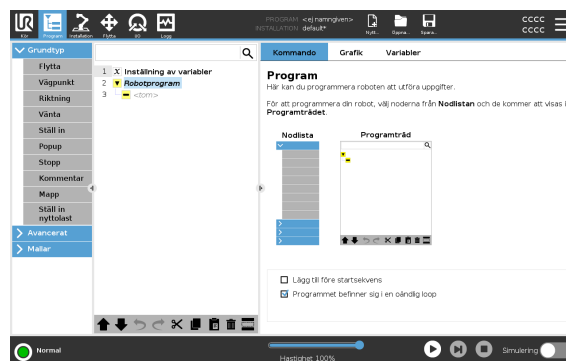 PROGRAM <ej namngiven>
INSTALLATION default*
Kör Program Installation Flytta I/O Logg
Nytt... Öppna... Spara...
CCCC
CCCC
Grundtyp
Flytta
Vägpunkt
Riktning
Vänta
Ställ in
Popup
Stopp
Kommentar
Mapp
Ställ in nyttolast
Avancerat
Mallar
1 X Inställning av variabler
2 Robotprogram
3 <tom>
Kommando Grafik Variabler
Program
Här kan du programmera roboten att utföra uppgifter.
För att programmera din robot, välj noderna från Nodlistan och de kommer att visas i
Programträdet.
Nodlista Programträd
Lägg till före startsekvens
Programmet befinner sig i en oändlig loop
Normal
Hastighet 100%
Simulering